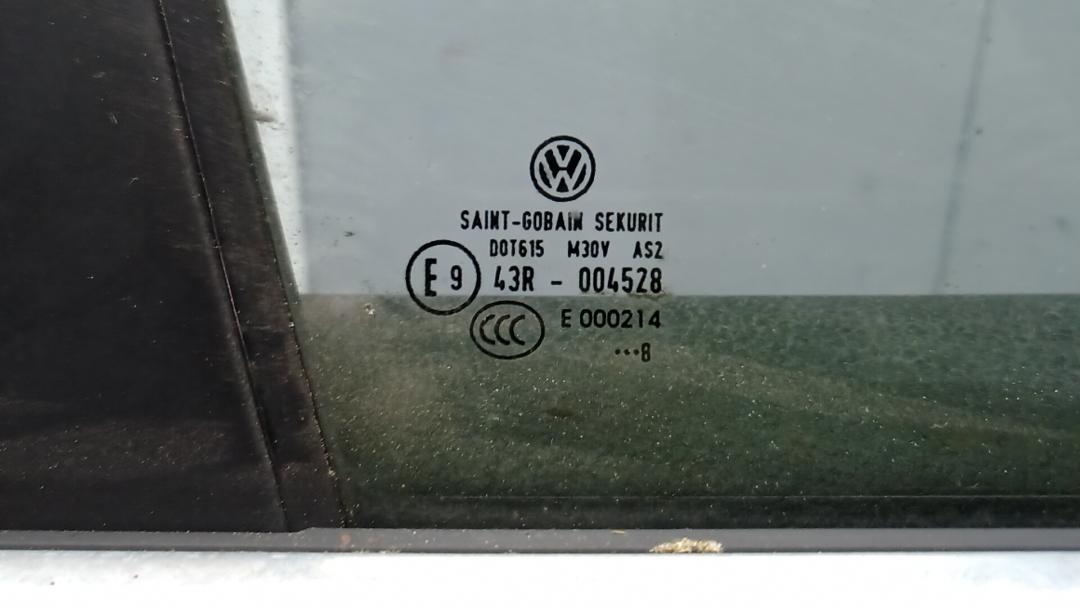 SAINT-GOBAIN SEKURIT
DOT615 M30V AS2
E 9 43R - 004528
CCC E 000214
•••8